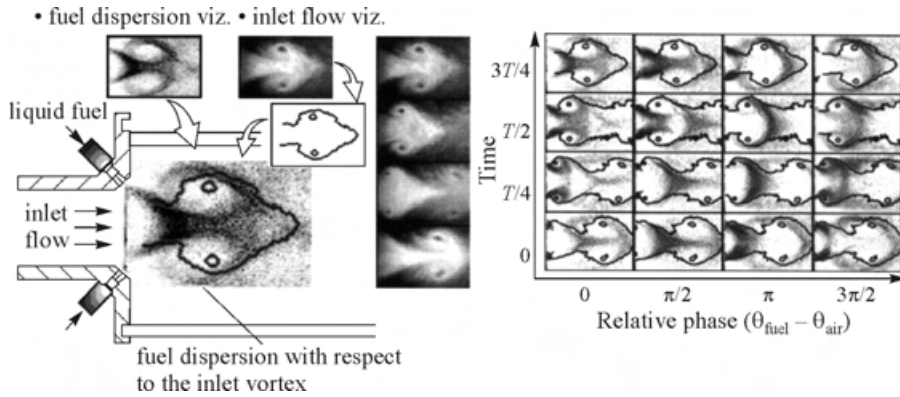 • fuel dispersion viz. • inlet flow viz.
liquid fuel
inlet
flow
fuel dispersion with respect
to the inlet vortex
Time
3T/4
T/2
T/4
0
0 π/2 π 3π/2
Relative phase (θfuel – θair)